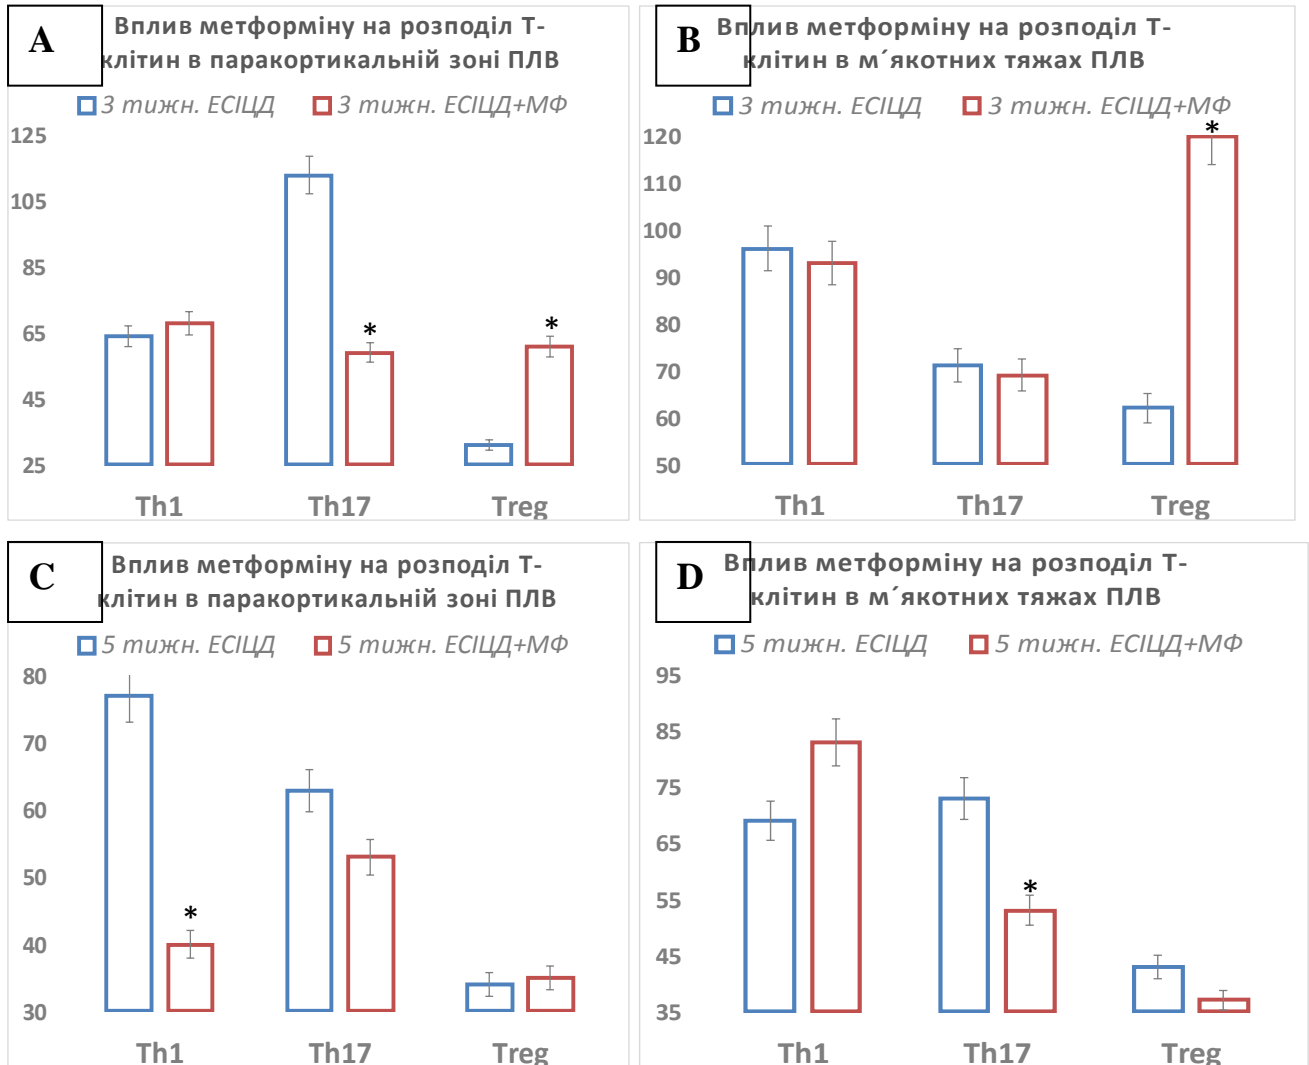 A
Вплив метформіну на розподіл Т-
клітин в паракортикальній зоні ПЛВ
3 тижн. ЕСІЦД 3 тижн. ЕСІЦД+МФ
125
105
85
65
45
25
* *
Th1 Th17 Treg
B
Вплив метформіну на розподіл Т-
клітин в м´якотних тяжах ПЛВ
3 тижн. ЕСІЦД 3 тижн. ЕСІЦД+МФ
120
110
100
90
80
70
60
50
*
Th1 Th17 Treg
C
Вплив метформіну на розподіл Т-
клітин в паракортикальній зоні ПЛВ
5 тижн. ЕСІЦД 5 тижн. ЕСІЦД+МФ
80
70
60
50
40
30
*
Th1 Th17 Treg
D
Вплив метформіну на розподіл Т-
клітин в м´якотних тяжах ПЛВ
5 тижн. ЕСІЦД 5 тижн. ЕСІЦД+МФ
95
85
75
65
55
45
35
*
Th1 Th17 Treg